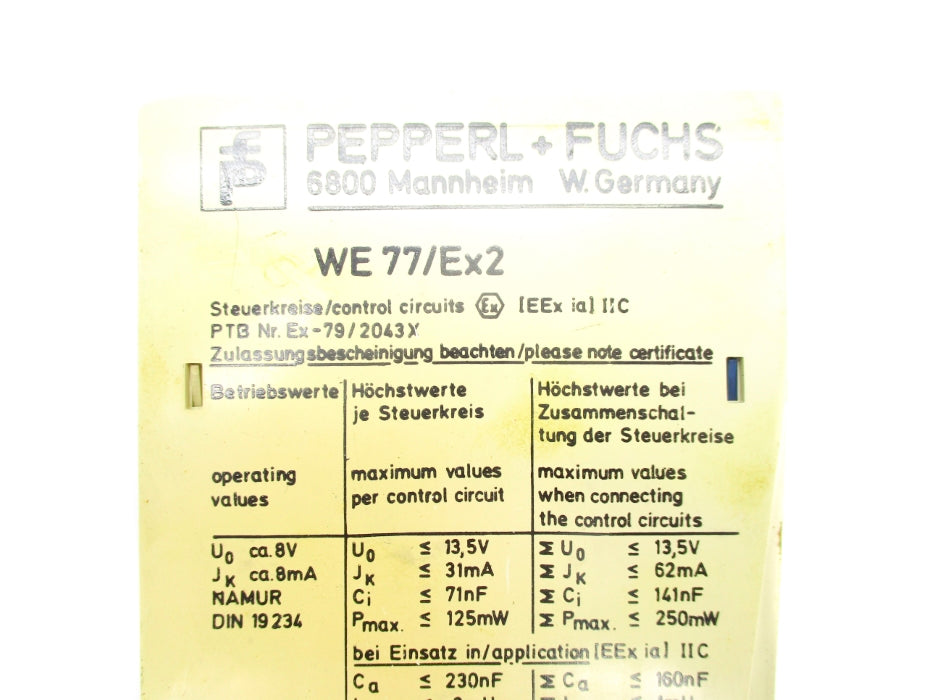 PEPPERL + FUCHS
6800 Mannheim W. Germany
WE 77/Ex2
Steuerkreise/control circuits Ex [EEx ia] IIC
PTB Nr. Ex-79/2043X
Zulassungsbescheinigung beachten/please note certificate
Betriebswerte Höchstwerte Höchstwerte bei
je Steuerkreis Zusammenschal-
tung der Steuerkreise
operating maximum values maximum values
values per control circuit when connecting
the control circuits
U0 ca.8V U0 ≤ 13,5V Σ U0 ≤ 13,5V
JK ca.8mA JK ≤ 31mA Σ JK ≤ 62mA
NAMUR Ci ≤ 71nF Σ Ci ≤ 141nF
DIN 19234 Pmax. ≤ 125mW Σ Pmax. ≤ 250mW
bei Einsatz in/application [EEx ia] IIC
Ca ≤ 230nF Σ Ca ≤ 160nF